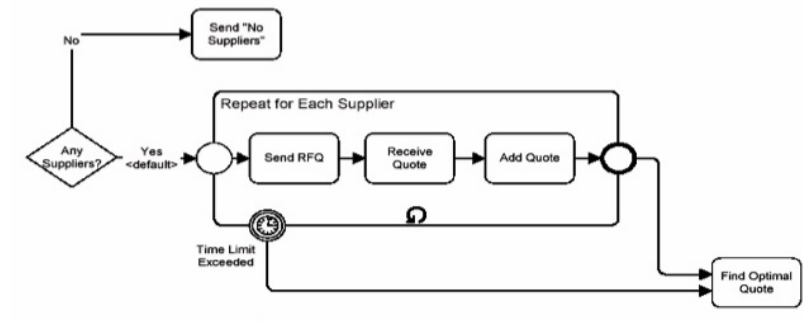 Send "No
Suppliers"
No
Repeat for Each Supplier
Any
Suppliers?
Yes
<default>
Send RFQ
Receive
Quote
Add Quote
Time Limit
Exceeded
Find Optimal
Quote